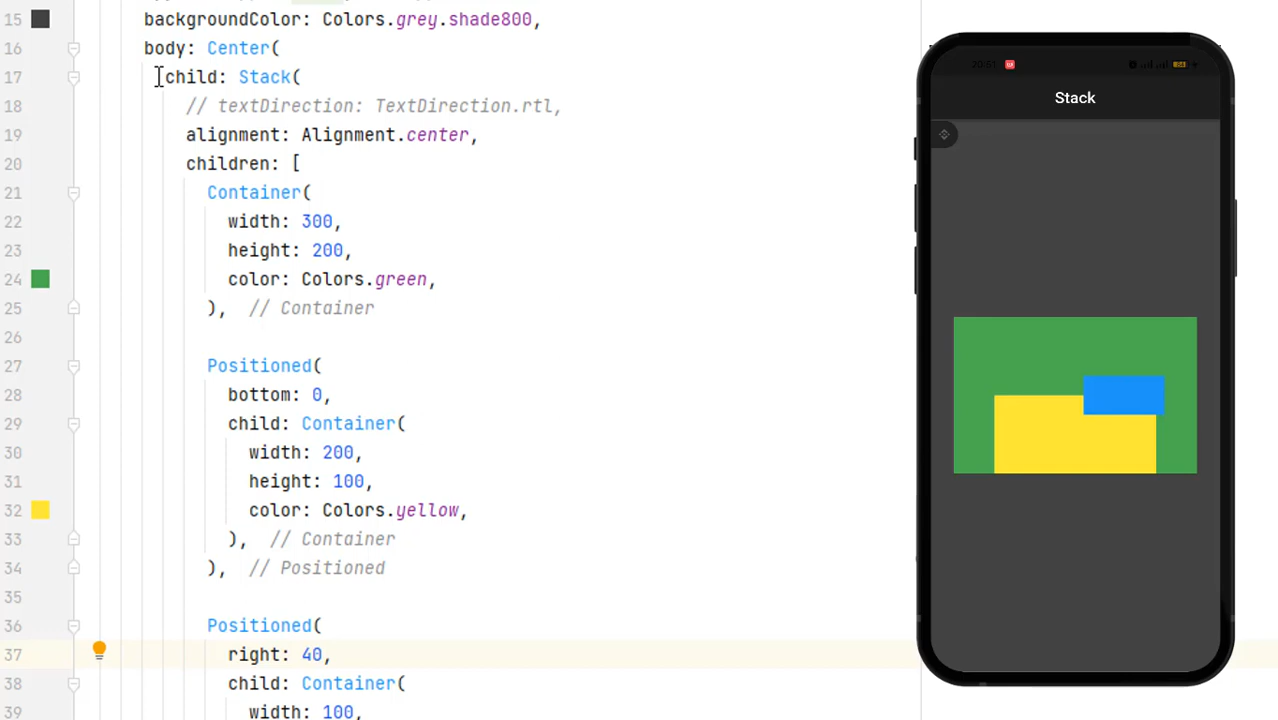 15 backgroundColor: Colors.grey.shade800,
16 body: Center(
17 child: Stack(
18 // textDirection: TextDirection.rtl,
19 alignment: Alignment.center,
20 children: [
21 Container(
22 width: 300,
23 height: 200,
24 color: Colors.green,
25 ), // Container
26
27 Positioned(
28 bottom: 0,
29 child: Container(
30 width: 200,
31 height: 100,
32 color: Colors.yellow,
33 ), // Container
34 ), // Positioned
35
36 Positioned(
37 right: 40,
38 child: Container(
39 width: 100,
20:51
Stack